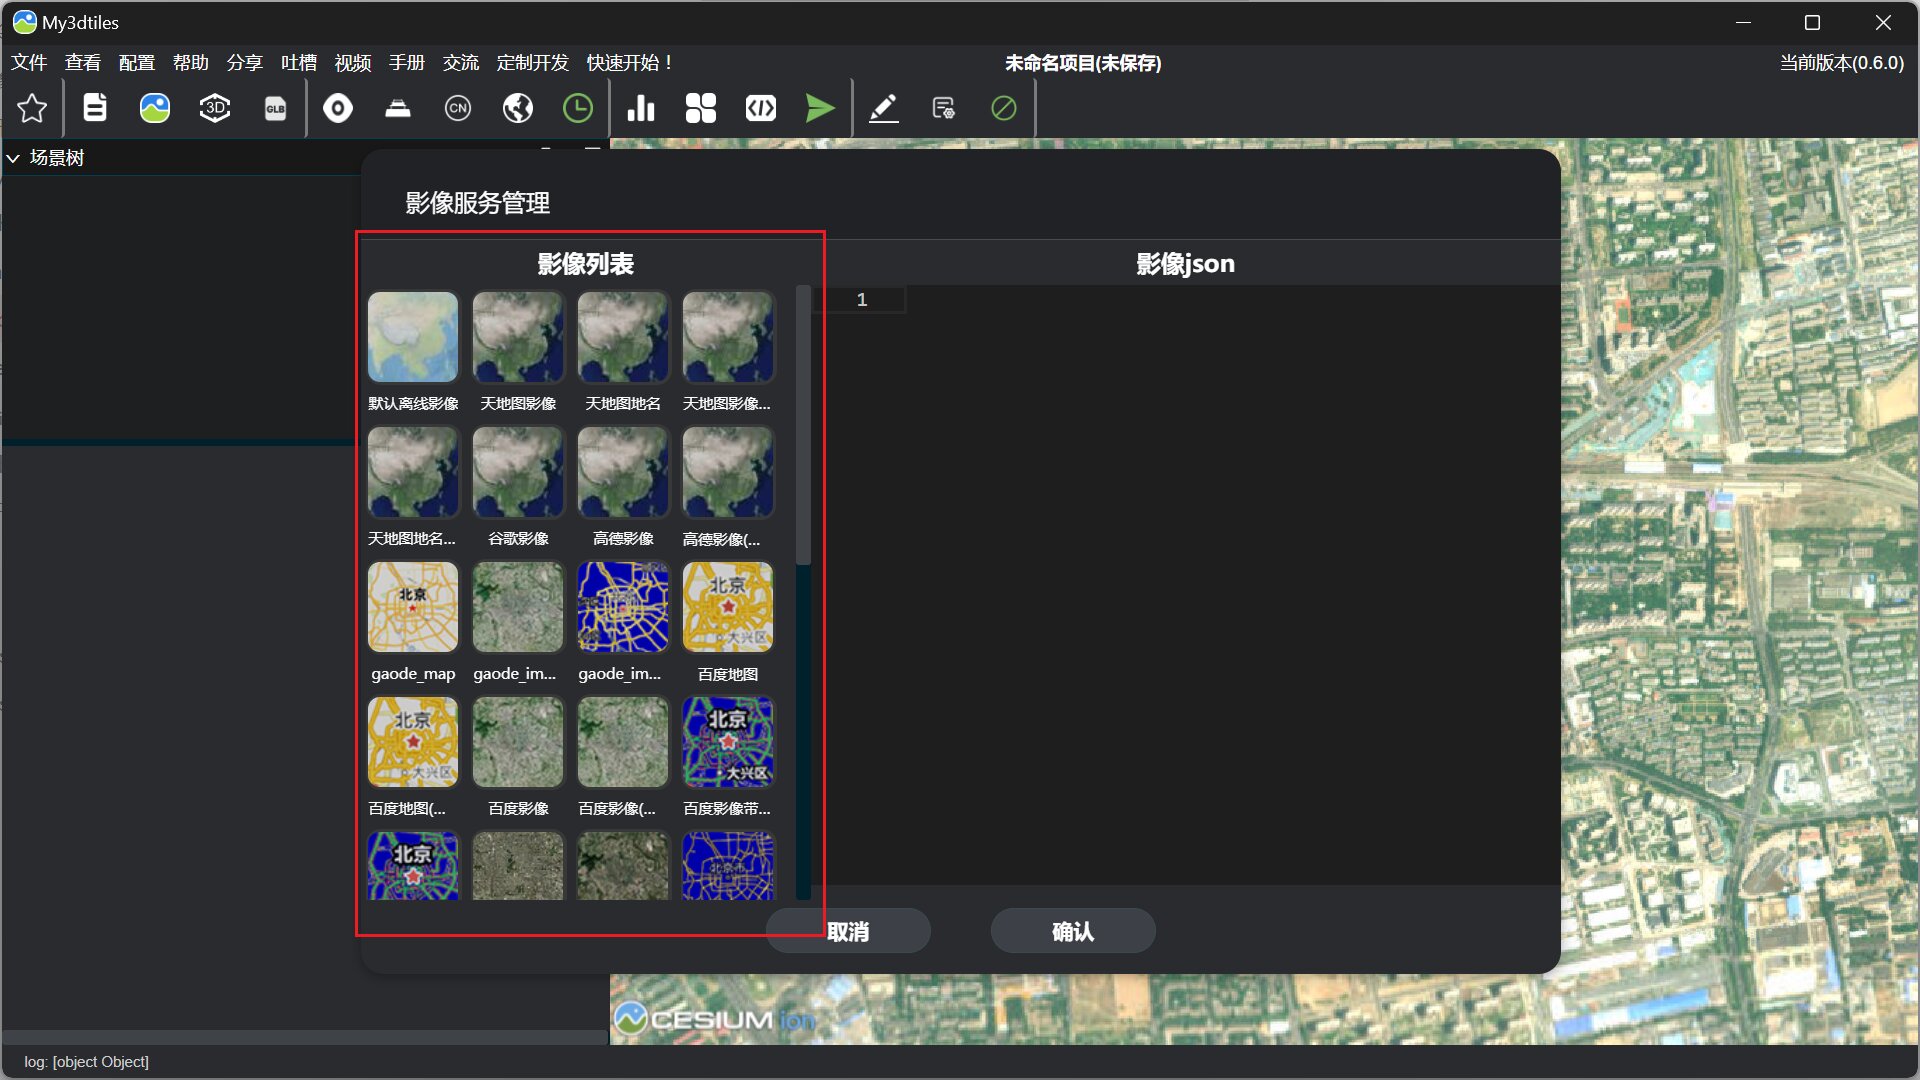 My3dtiles
文件 查看 配置 帮助 分享 吐槽 视频 手册 交流 定制开发 快速开始！
未命名项目(未保存)
当前版本(0.6.0)
3D
GLB
CN
场景树
影像服务管理
影像列表
影像json
1
默认离线影像 天地图影像 天地图地名 天地图影像...
天地图地名... 谷歌影像 高德影像 高德影像(...
北京
北京
大兴区
gaode_map gaode_im... gaode_im... 百度地图
北京
大兴区
北京
大兴区
百度地图(... 百度影像 百度影像(... 百度影像带...
北京
北京市
取消 确认
CESIUM ion
log: [object Object]